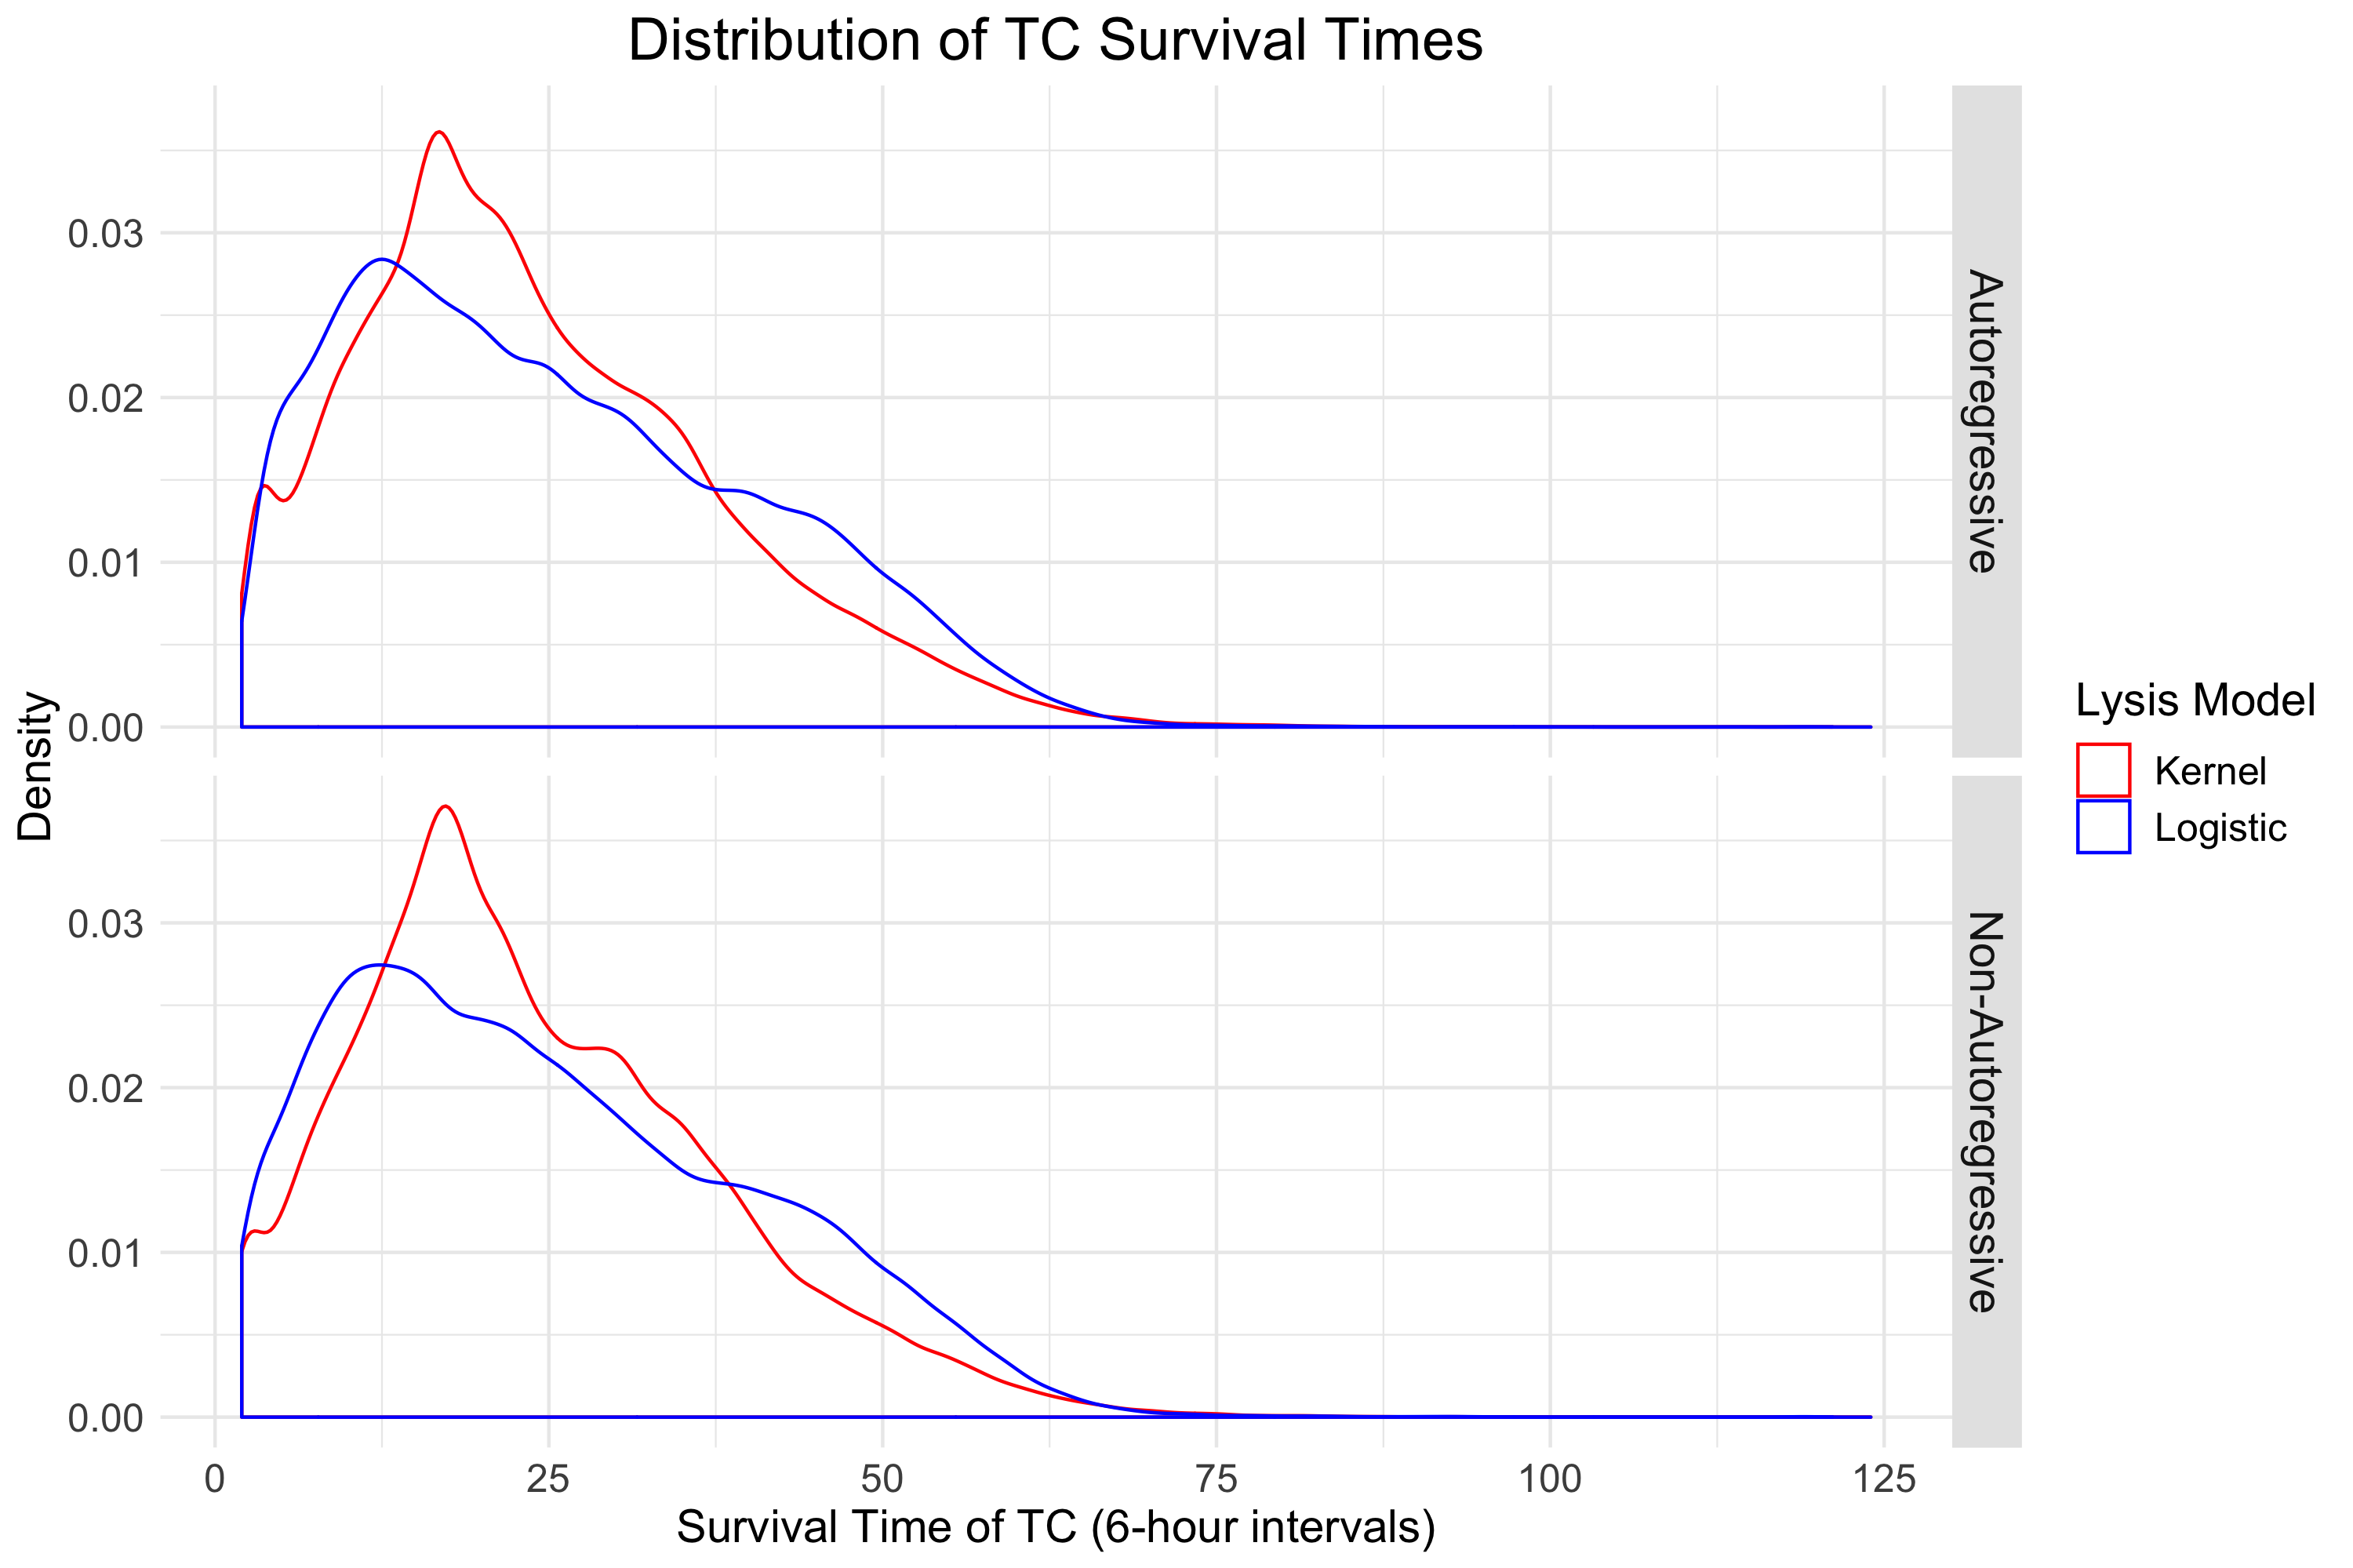 Distribution of TC Survival Times
Density
0.03
0.02
0.01
0.00
Autoregressive
0.03
0.02
0.01
0.00
Non-Autoregressive
0
25
50
75
100
125
Survival Time of TC (6-hour intervals)
Lysis Model
Kernel
Logistic